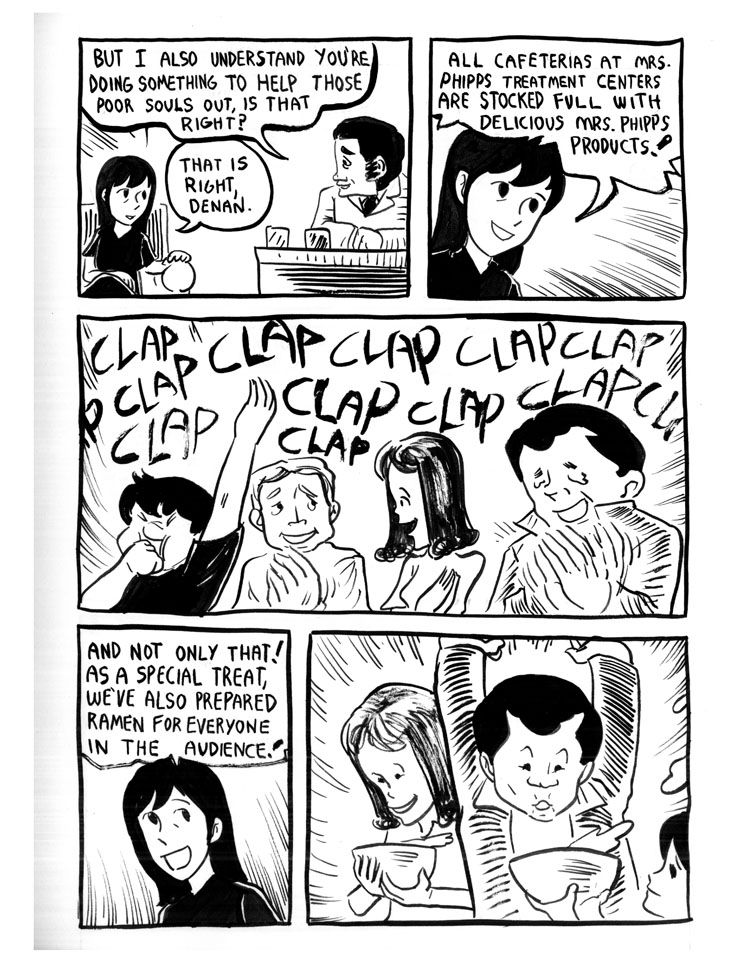 BUT I ALSO UNDERSTAND YOU'RE
DOING SOMETHING TO HELP THOSE
POOR SOULS OUT, IS THAT
RIGHT?
THAT IS
RIGHT,
DENAN.
ALL CAFETERIAS AT MRS.
PHIPPS TREATMENT CENTERS
ARE STOCKED FULL WITH
DELICIOUS MRS. PHIPPS
PRODUCTS!
CLAP CLAP CLAP CLAP CLAP
CLAP CLAP CLAP CLAP
CLAP CLAP
AND NOT ONLY THAT!
AS A SPECIAL TREAT,
WE'VE ALSO PREPARED
RAMEN FOR EVERYONE
IN THE AUDIENCE!